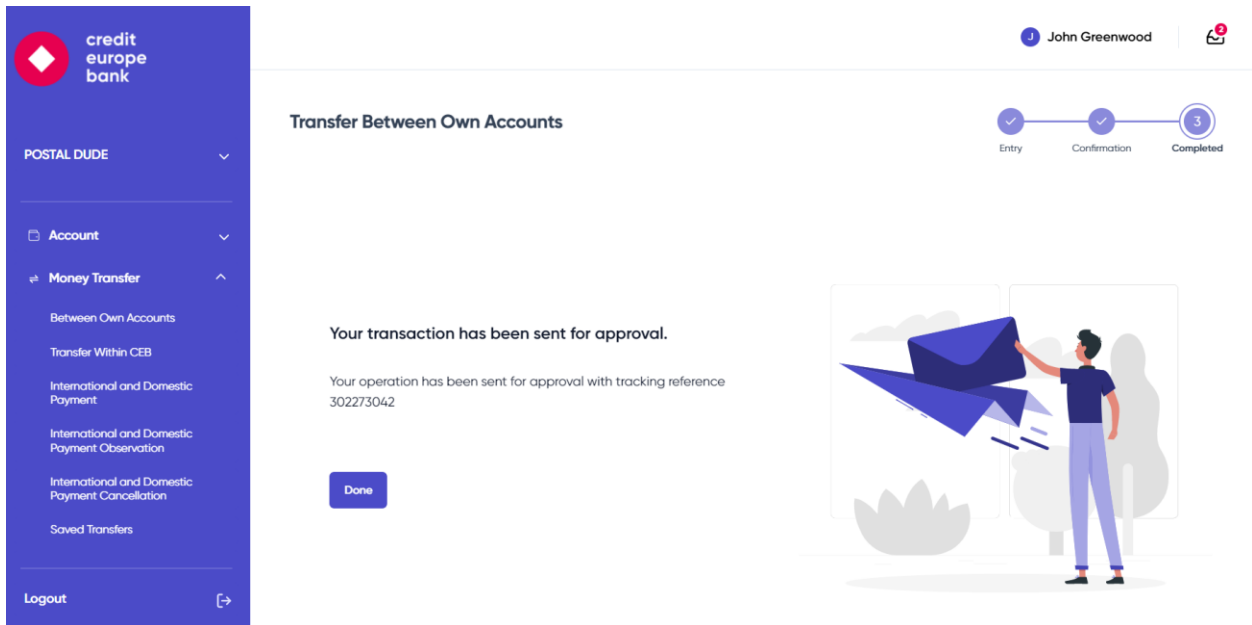 credit
europe
bank
POSTAL DUDE
Account
Money Transfer
Between Own Accounts
Transfer Within CEB
International and Domestic
Payment
International and Domestic
Payment Observation
International and Domestic
Payment Cancellation
Saved Transfers
Logout
J John Greenwood 2
Transfer Between Own Accounts
3
Entry Confirmation Completed
Your transaction has been sent for approval.
Your operation has been sent for approval with tracking reference
302273042
Done